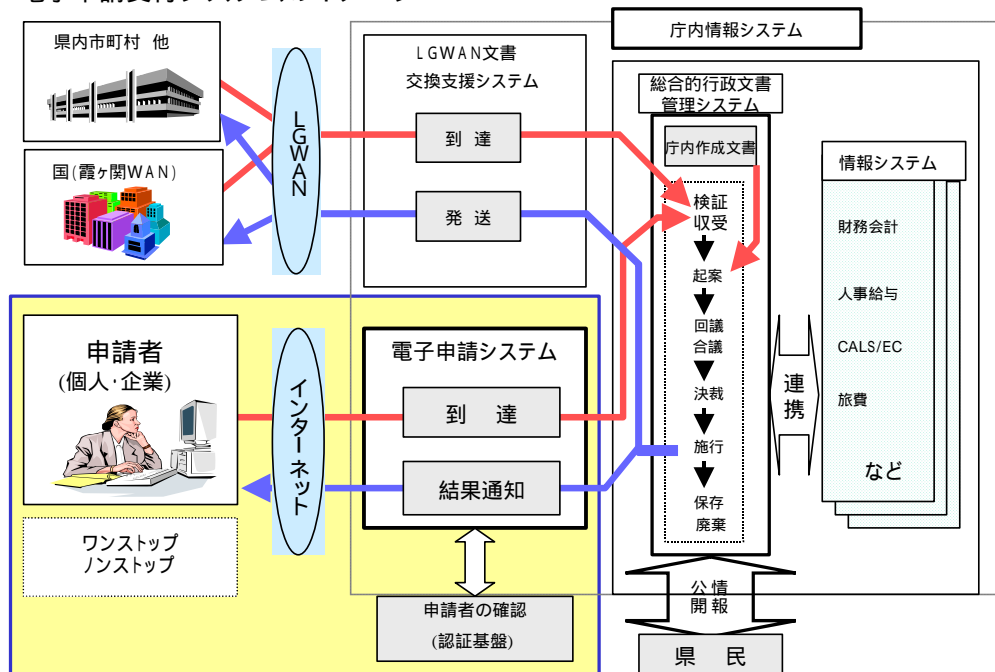 県内市町村 他
国(霞ヶ関WAN)
LGWAN
LGWAN文書
交換支援システム
到 達
発 送
庁内情報システム
総合的行政文書
管理システム
庁内作成文書
検証
収受
起案
回議
合議
決裁
施行
保存
廃棄
連携
情報システム
財務会計
人事給与
CALS/EC
旅費
など
申請者
(個人・企業)
ワンストップ
ノンストップ
インターネット
電子申請システム
到 達
結果通知
申請者の確認
(認証基盤)
情報
公開
県 民